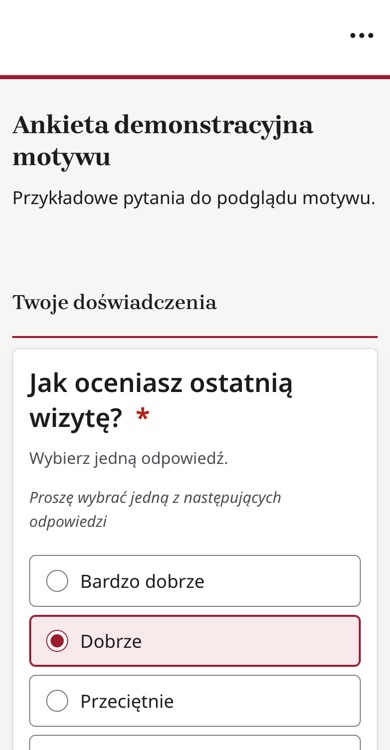 Ankieta demonstracyjna
motywu
Przykładowe pytania do podglądu motywu.
Twoje doświadczenia
Jak oceniasz ostatnią
wizytę? *
Wybierz jedną odpowiedź.
Proszę wybrać jedną z następujących
odpowiedzi
Bardzo dobrze
Dobrze
Przeciętnie